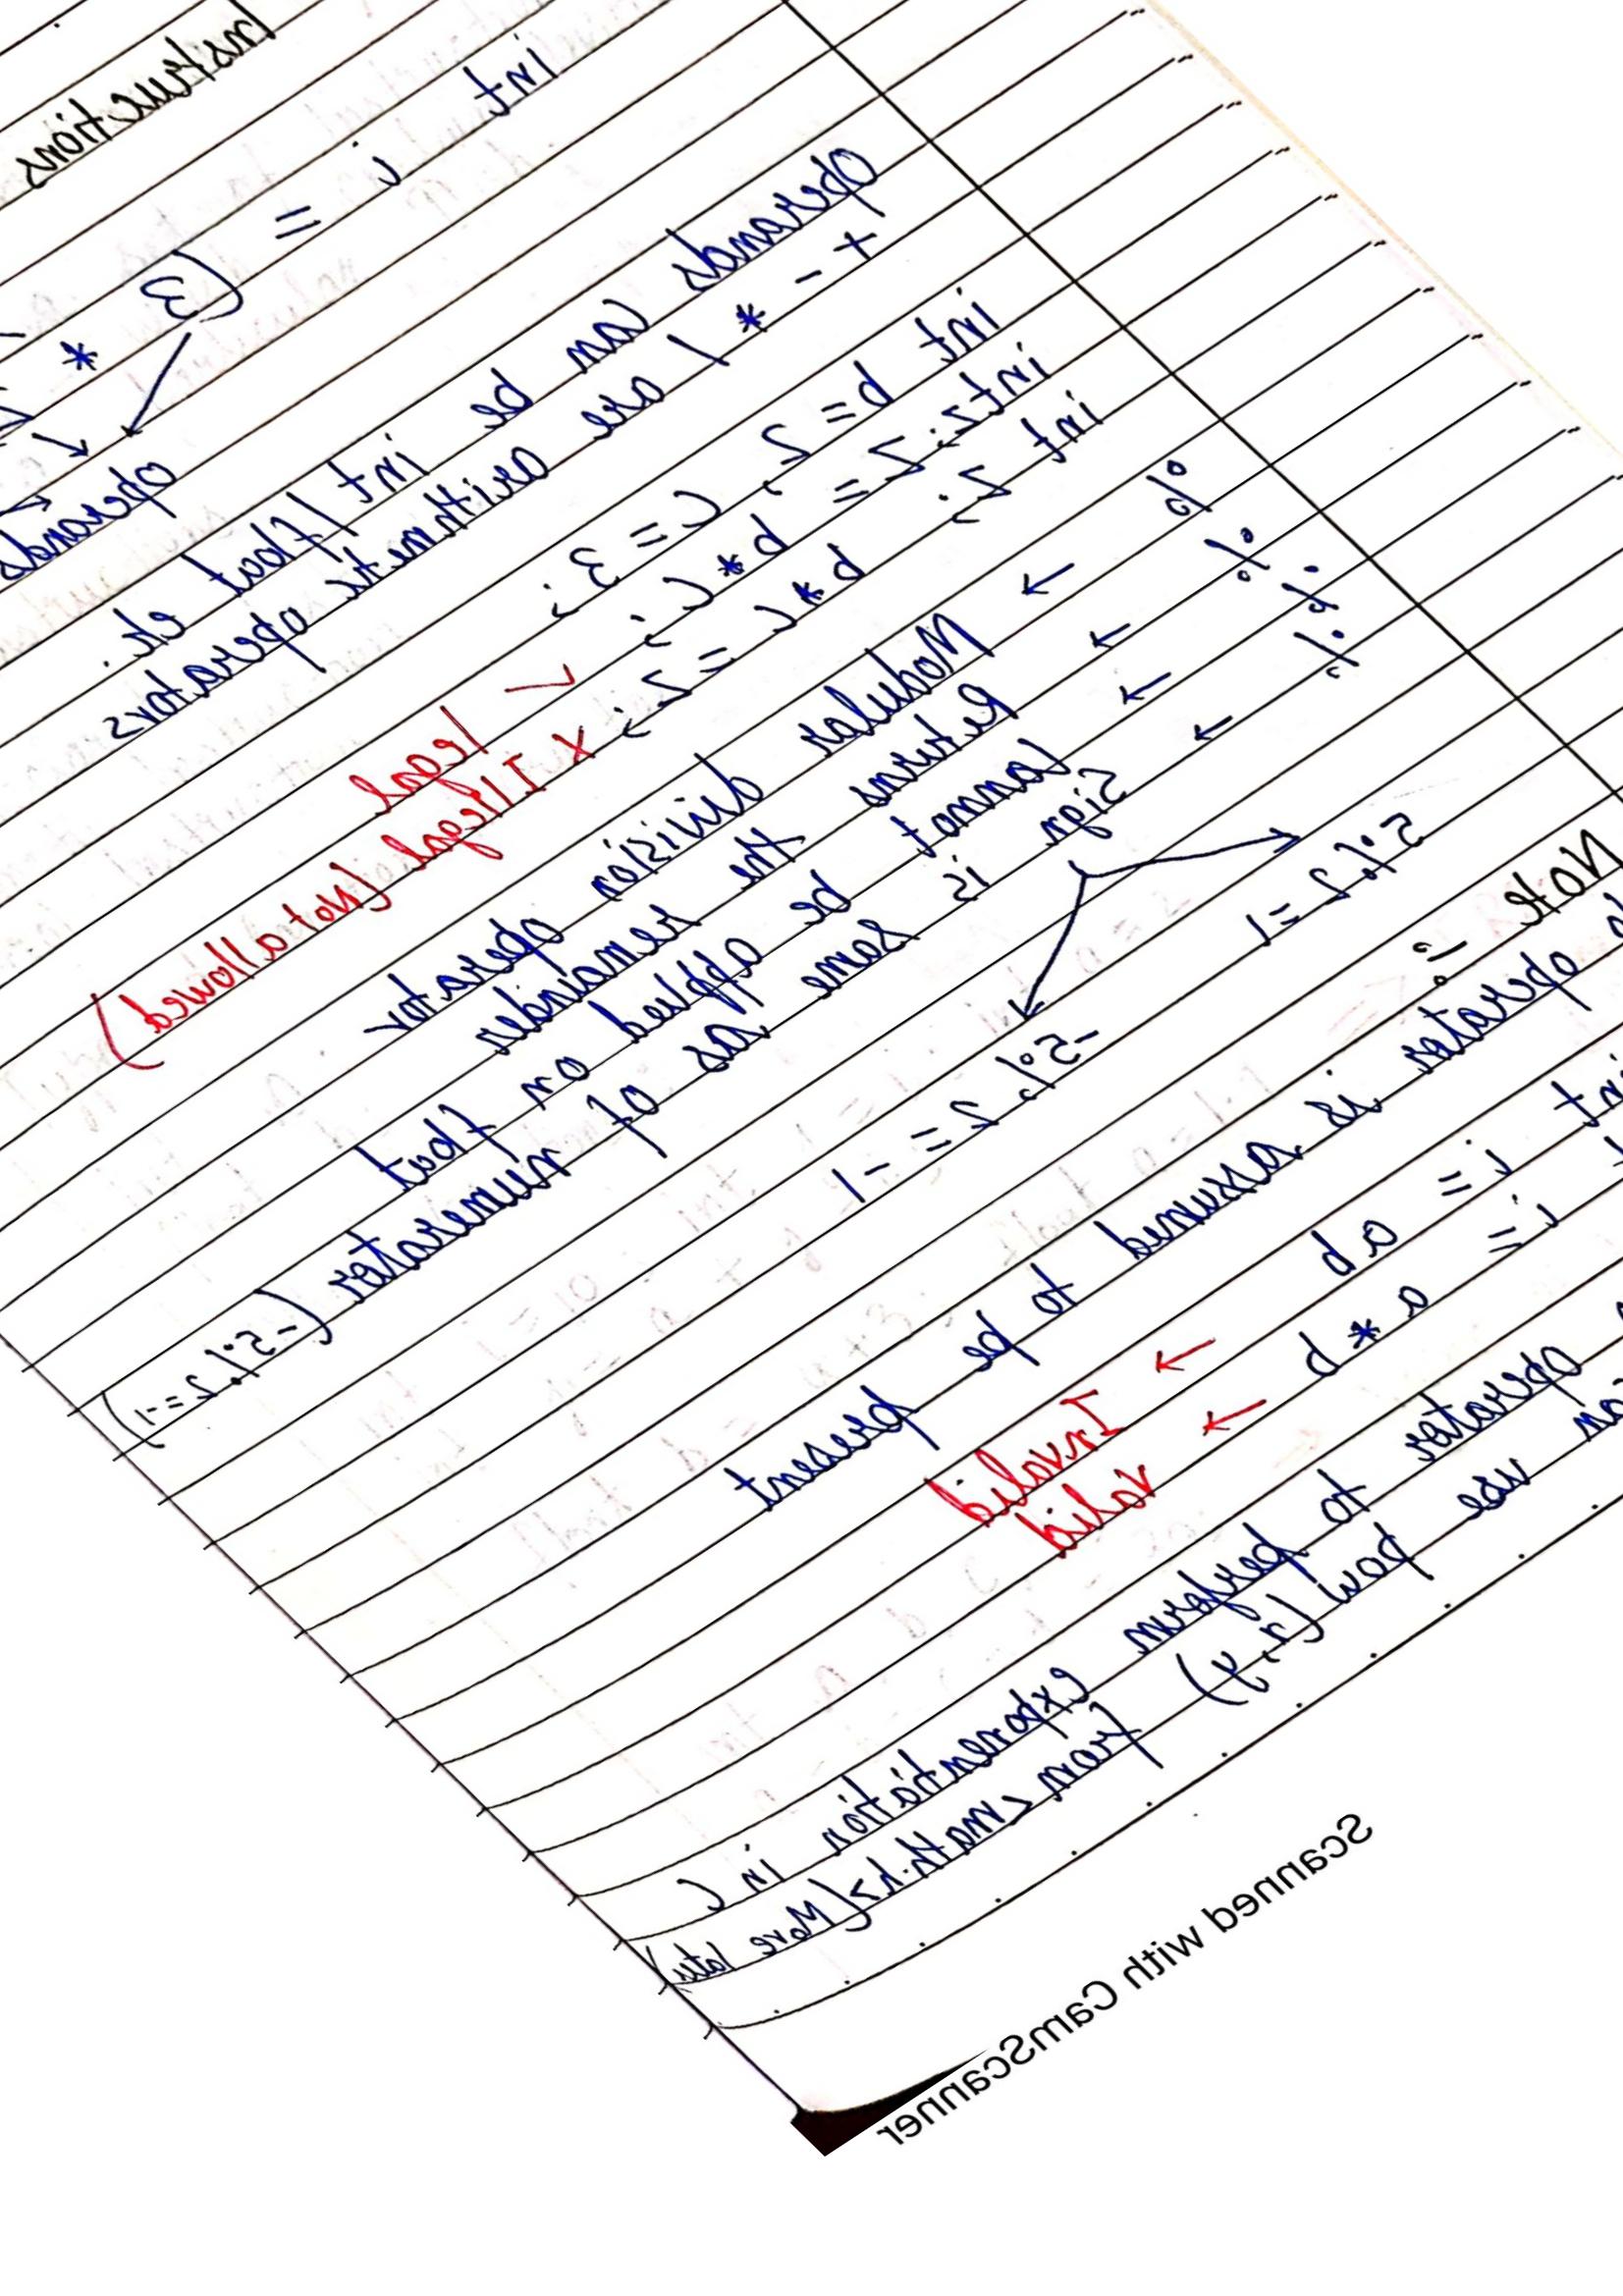 Instructions
int i = (3 *
operands
operands can be int / float etc.
+ - * / are arithmetic operators
int b = 2, c = 3;
int z; z = b * c; ✓ legal
int z; b * c = z; × Illegal (not allowed)
% → Modular division operator
% → Returns the remainder
% → Cannot be applied on float
% → Sign is same as of numerator (-5%2=-1)
5%2=1
-5%2 = -1
Note :-
operator is assumed to be present
int i = ab → Invalid
i = a * b → valid
operator to perform exponentiation in C
use pow(x,y) from <math.h> (More later)
Scanned with CamScanner